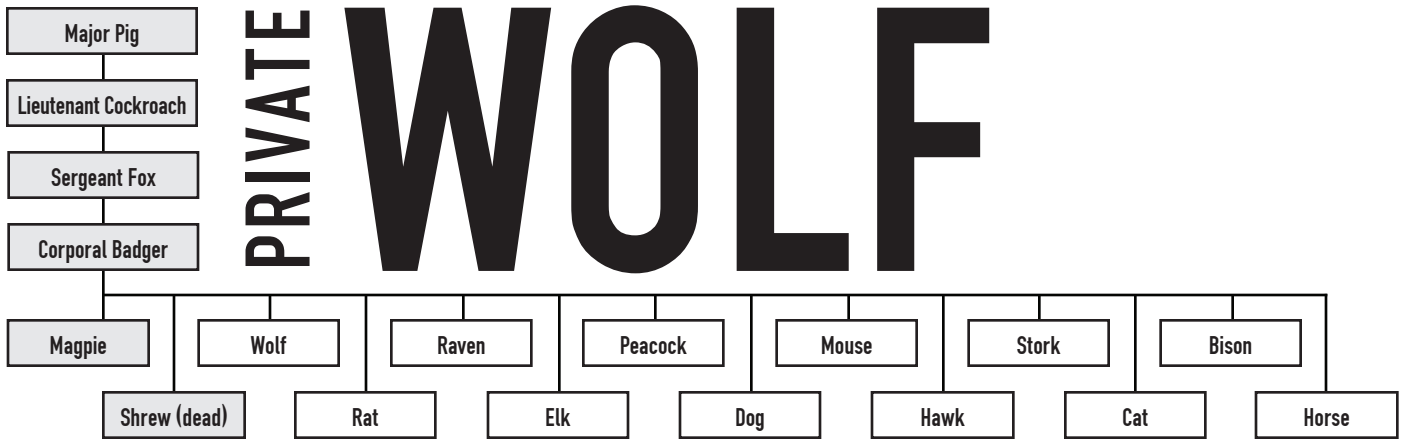 Major Pig
Lieutenant Cockroach
Sergeant Fox
Corporal Badger
PRIVATE
WOLF
Magpie
Wolf
Raven
Peacock
Mouse
Stork
Bison
Shrew (dead)
Rat
Elk
Dog
Hawk
Cat
Horse